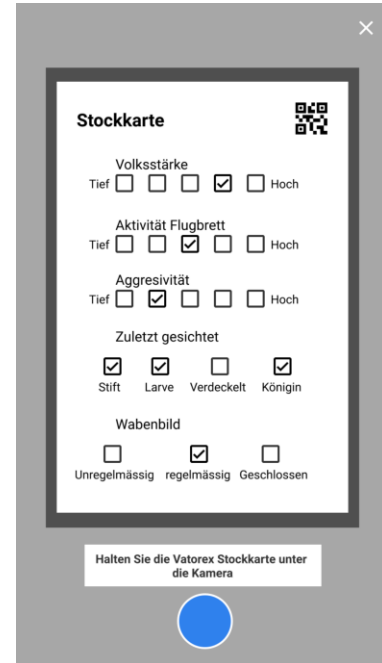 Stockkarte
Volksstärke
Tief Hoch
Aktivität Flugbrett
Tief Hoch
Aggresivität
Tief Hoch
Zuletzt gesichtet
Stift Larve Verdeckelt Königin
Wabenbild
Unregelmässig regelmässig Geschlossen
Halten Sie die Vatorex Stockkarte unter
die Kamera